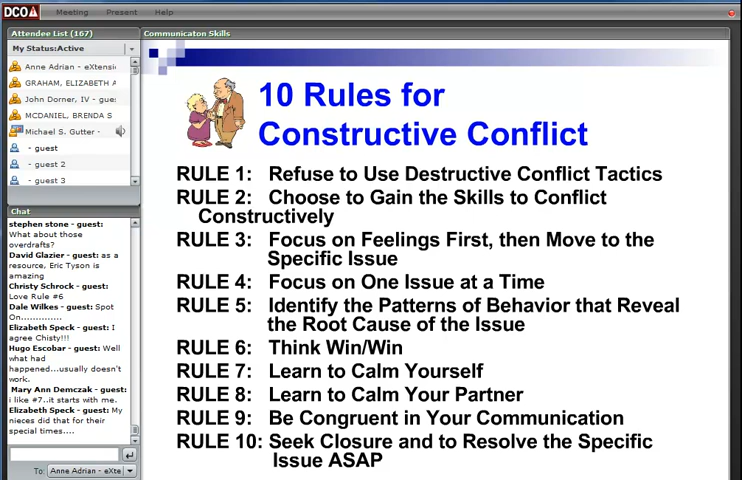 DCO
Meeting
Present
Help
Attendee List (167)
My Status:Active
Anne Adrian - eXtensi
GRAHAM, ELIZABETH A
John Dorner, IV - gue
MCDANIEL, BRENDA S
Michael S. Gutter -
- guest
- guest 2
- guest 3
Chat
stephen stone - guest:
What about those
overdrafts?
David Glazier - guest: as a
resource, Eric Tyson is
amazing
Christy Schrock - guest:
Love Rule #6
Dale Wilkes - guest: Spot
On.............
Elizabeth Speck - guest: I
agree Chisty!!!
Hugo Escobar - guest: Well
what had
happened...usually doesn't
work.
Mary Ann Demczak - guest:
i like #7..it starts with me.
Elizabeth Speck - guest: My
nieces did that for their
special times....
To: Anne Adrian - eXte
Communicaton Skills
10 Rules for
Constructive Conflict
RULE 1: Refuse to Use Destructive Conflict Tactics
RULE 2: Choose to Gain the Skills to Conflict
Constructively
RULE 3: Focus on Feelings First, then Move to the
Specific Issue
RULE 4: Focus on One Issue at a Time
RULE 5: Identify the Patterns of Behavior that Reveal
the Root Cause of the Issue
RULE 6: Think Win/Win
RULE 7: Learn to Calm Yourself
RULE 8: Learn to Calm Your Partner
RULE 9: Be Congruent in Your Communication
RULE 10: Seek Closure and to Resolve the Specific
Issue ASAP